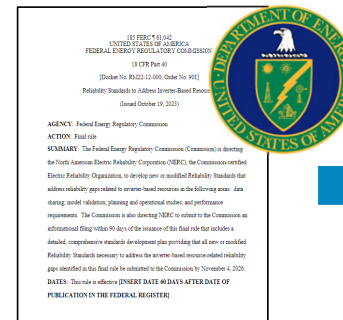 185 FERC ¶ 61,042
UNITED STATES OF AMERICA
FEDERAL ENERGY REGULATORY COMMISSION
18 CFR Part 40
[Docket No. RM22-12-000; Order No. 901]
Reliability Standards to Address Inverter-Based Resour
(Issued October 19, 2023)
AGENCY: Federal Energy Regulatory Commission
ACTION: Final rule
SUMMARY: The Federal Energy Regulatory Commission (Commission) is directing
the North American Electric Reliability Corporation (NERC), the Commission-certified
Electric Reliability Organization, to develop new or modified Reliability Standards that
address reliability gaps related to inverter-based resources in the following areas: data
sharing; model validation; planning and operational studies; and performance
requirements. The Commission is also directing NERC to submit to the Commission an
informational filing within 90 days of the issuance of this final rule that includes a
detailed, comprehensive standards development plan providing that all new or modified
Reliability Standards necessary to address the inverter-based resource-related reliability
gaps identified in this final rule be submitted to the Commission by November 4, 2026.
DATES: This rule is effective [INSERT DATE 60 DAYS AFTER DATE OF
PUBLICATION IN THE FEDERAL REGISTER]
DEPARTMENT OF ENERGY
UNITED STATES OF AM